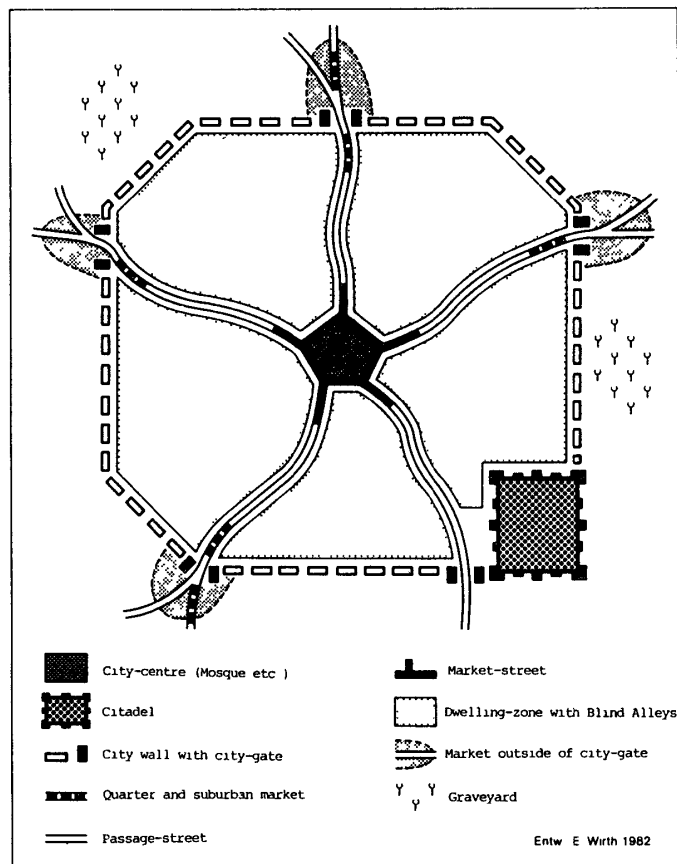 City-centre (Mosque etc )
Citadel
City wall with city-gate
Quarter and suburban market
Passage-street
Market-street
Dwelling-zone with Blind Alleys
Market outside of city-gate
Graveyard
Entw E Wirth 1982